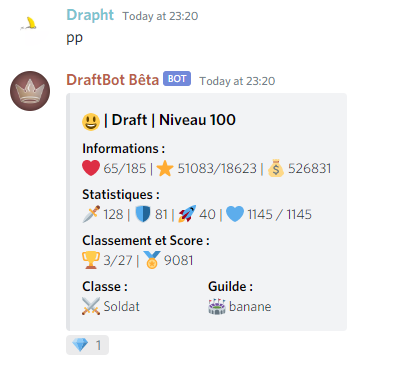 Drapht Today at 23:20
pp
DraftBot Bêta BOT Today at 23:20
| Draft | Niveau 100
Informations :
65/185 | 51083/18623 | 526831
Statistiques :
128 | 81 | 40 | 1145 / 1145
Classement et Score :
3/27 | 9081
Classe : Guilde :
Soldat banane
1